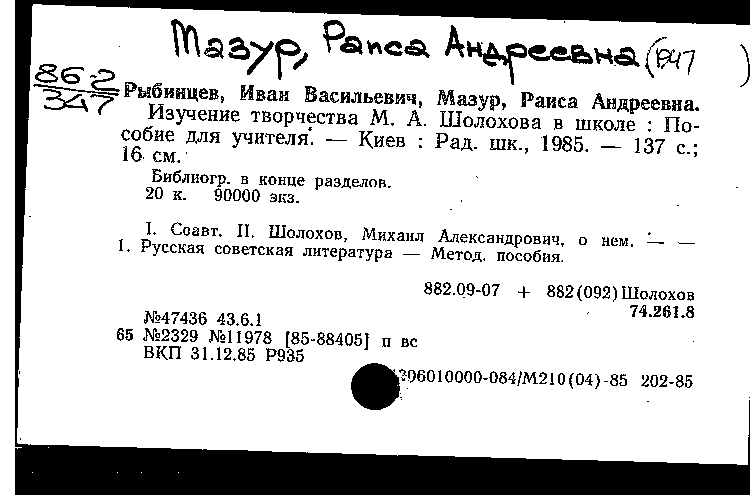 Мазур, Раиса Андреевна (1947 )
86-2
347
Рыбинцев, Иван Васильевич, Мазур, Раиса Андреевна.
Изучение творчества М. А. Шолохова в школе : По-
собие для учителя. — Киев : Рад. шк., 1985. — 137 с.;
16 см.
Библиогр. в конце разделов.
20 к. 90000 экз.
I. Соавт. II. Шолохов, Михаил Александрович, о нем. — —
1. Русская советская литература — Метод. пособия.
882.09-07 + 882(092)Шолохов
74.261.8
№47436 43.6.1
65 №2329 №11978 [85-88405] п вс
ВКП 31.12.85 Р935
306010000-084/М210(04)-85 202-85